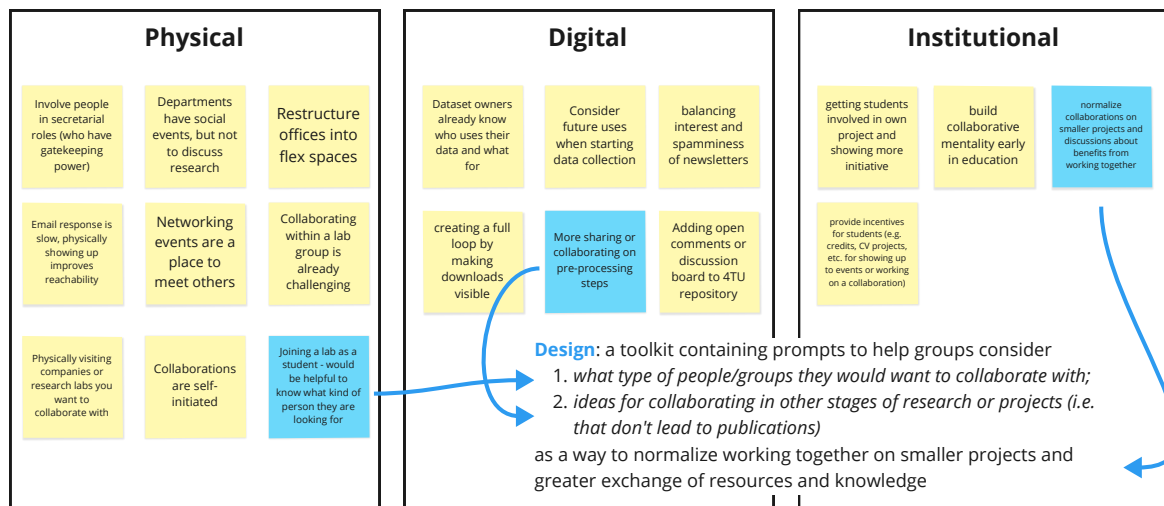 Physical
Involve people in
secretarial
roles (who have
gatekeeping
power)
Departments
have social
events, but not
to discuss
research
Restructure
offices into
flex spaces
Email response is
slow, physically
showing up
improves
reachability
Networking
events are a
place to
meet others
Collaborating
within a lab
group is
already
challenging
Physically visiting
companies or
research labs you
want to
collaborate with
Collaborations
are self-
initiated
Joining a lab as a
student - would
be helpful to
know what kind of
person they are
looking for
Digital
Dataset owners
already know
who uses their
data and what
for
Consider
future uses
when starting
data collection
balancing
interest and
spamminess
of newsletters
creating a full
loop by
making
downloads
visible
More sharing or
collaborating on
pre-processing
steps
Adding open
comments or
discussion
board to 4TU
repository
Institutional
getting students
involved in own
project and
showing more
initiative
build
collaborative
mentality early
in education
normalize
collaborations on
smaller projects and
discussions about
benefits from
working together
provide incentives
for students (e.g.
credits, CV projects,
etc. for showing up
to events or working
on a collaboration)
Design: a toolkit containing prompts to help groups consider
1. what type of people/groups they would want to collaborate with;
2. ideas for collaborating in other stages of research or projects (i.e.
that don't lead to publications)
as a way to normalize working together on smaller projects and
greater exchange of resources and knowledge